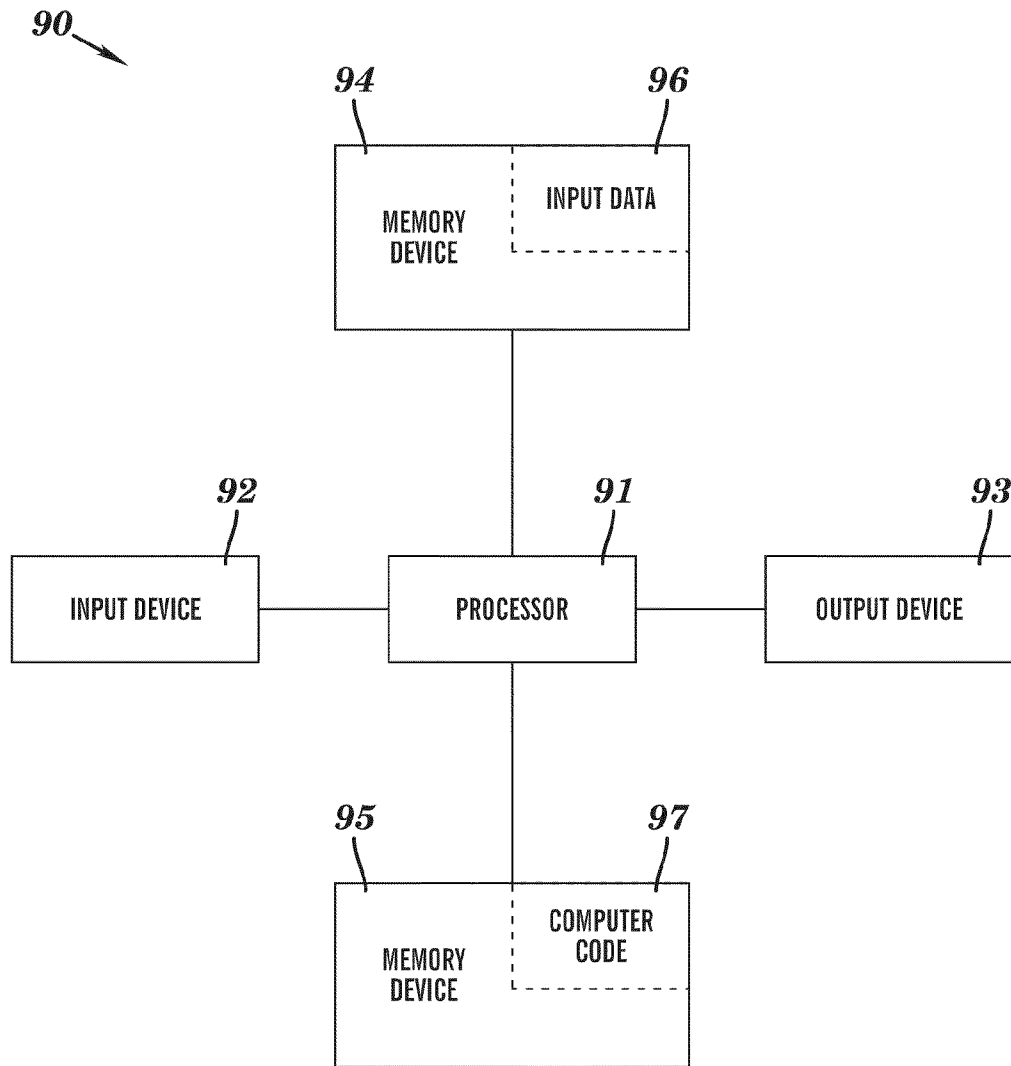 90
94
96
INPUT DATA
MEMORY
DEVICE
92
91
93
INPUT DEVICE
PROCESSOR
OUTPUT DEVICE
95
97
COMPUTER
CODE
MEMORY
DEVICE